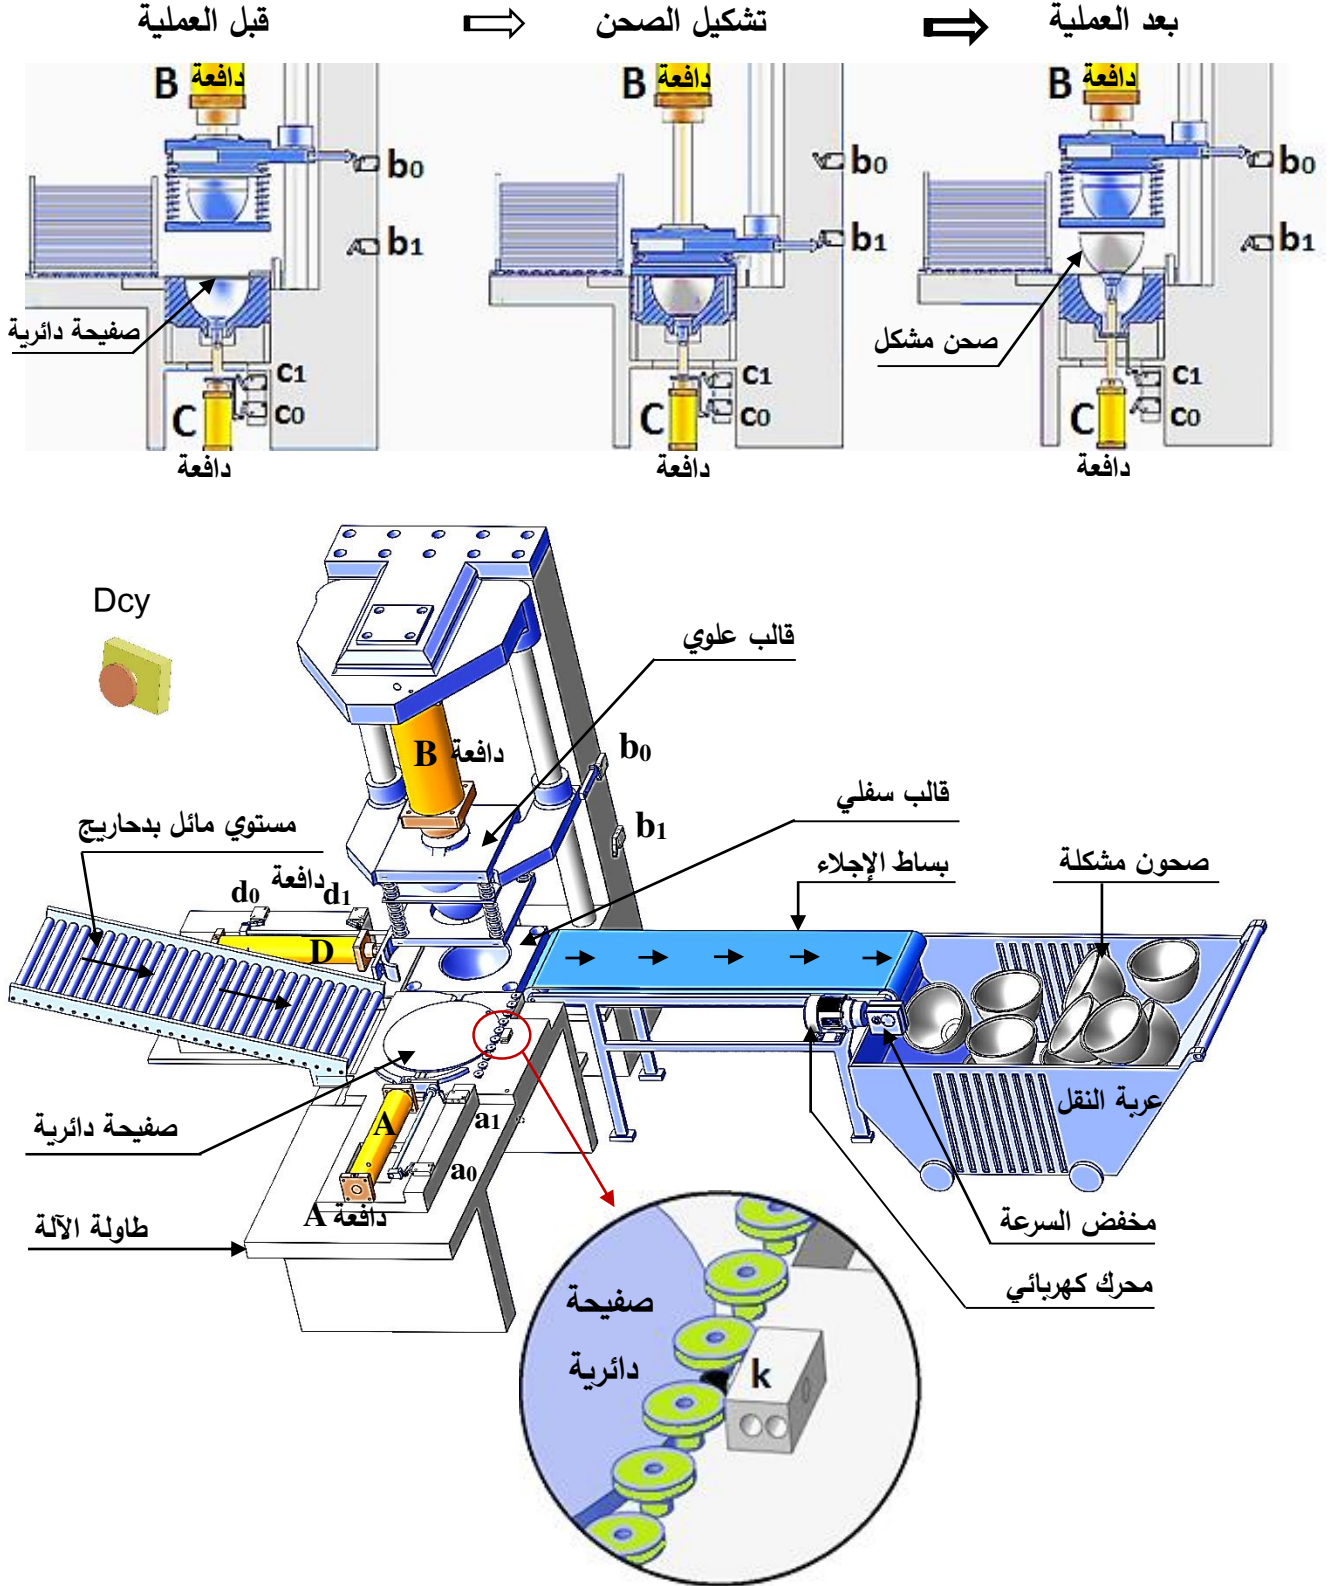 قبل العملية
تشكيل الصحن
بعد العملية
B دافعة
b0
b1
صفيحة دائرية
c1
c0
C
دافعة
B دافعة
b0
b1
c1
c0
C
دافعة
B دافعة
b0
b1
صحن مشكل
c1
c0
C
دافعة
Dcy
قالب علوي
B دافعة
b0
قالب سفلي
مستوي مائل بدحاريج
b1
بساط الإجلاء
صحون مشكلة
دافعة
d0
d1
D
صفيحة دائرية
A
a1
a0
عربة النقل
دافعة A
طاولة الآلة
مخفض السرعة
محرك كهربائي
صفيحة
دائرية
k